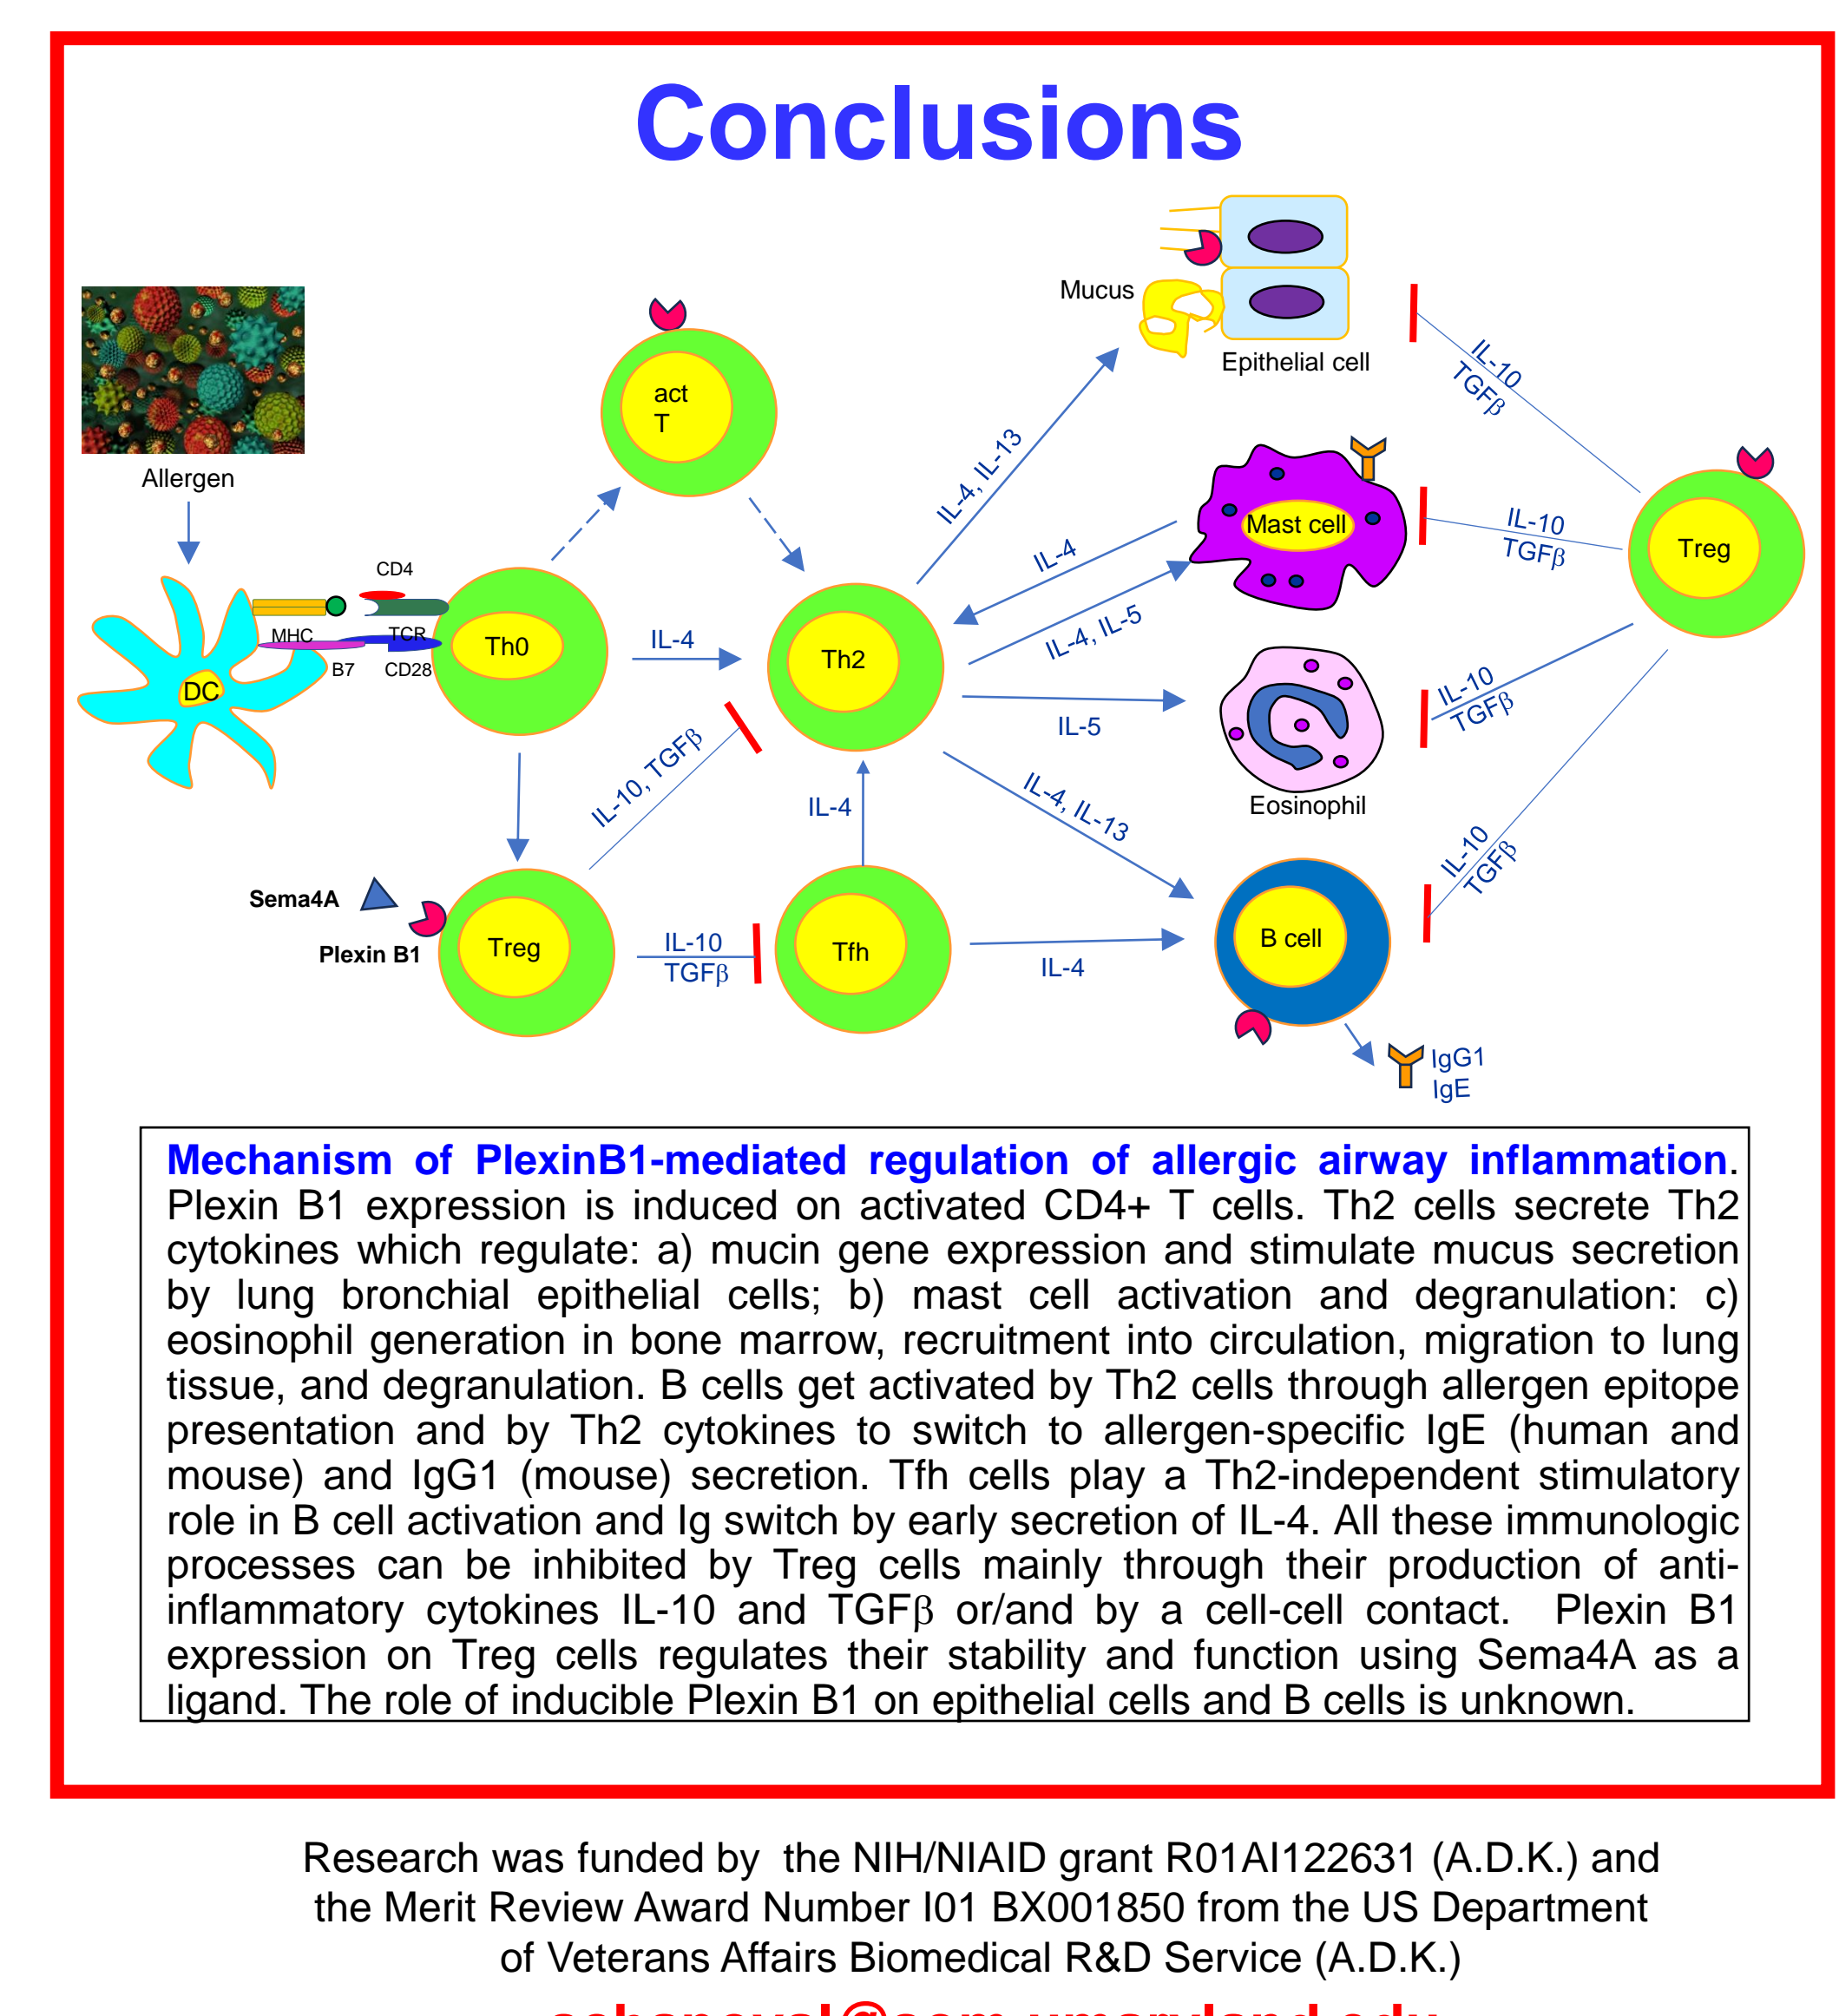 Conclusions
Mucus
Epithelial cell
Allergen
act
T
IL-4, IL-13
IL-10
TGFβ
Mast cell
IL-4
IL-4, IL-5
IL-10
TGFβ
Treg
CD4
MHC
TCR
B7
CD28
DC
Th0
IL-4
Th2
IL-5
Eosinophil
IL-10
TGFβ
IL-10, TGFβ
IL-4
IL-4, IL-13
IL-10
TGFβ
Sema4A
Plexin B1
Treg
IL-10
TGFβ
Tfh
IL-4
B cell
IgG1
IgE
Mechanism of PlexinB1-mediated regulation of allergic airway inflammation.
Plexin B1 expression is induced on activated CD4+ T cells. Th2 cells secrete Th2
cytokines which regulate: a) mucin gene expression and stimulate mucus secretion
by lung bronchial epithelial cells; b) mast cell activation and degranulation: c)
eosinophil generation in bone marrow, recruitment into circulation, migration to lung
tissue, and degranulation. B cells get activated by Th2 cells through allergen epitope
presentation and by Th2 cytokines to switch to allergen-specific IgE (human and
mouse) and IgG1 (mouse) secretion. Tfh cells play a Th2-independent stimulatory
role in B cell activation and Ig switch by early secretion of IL-4. All these immunologic
processes can be inhibited by Treg cells mainly through their production of anti-
inflammatory cytokines IL-10 and TGFβ or/and by a cell-cell contact. Plexin B1
expression on Treg cells regulates their stability and function using Sema4A as a
ligand. The role of inducible Plexin B1 on epithelial cells and B cells is unknown.
Research was funded by the NIH/NIAID grant R01AI122631 (A.D.K.) and
the Merit Review Award Number I01 BX001850 from the US Department
of Veterans Affairs Biomedical R&D Service (A.D.K.)